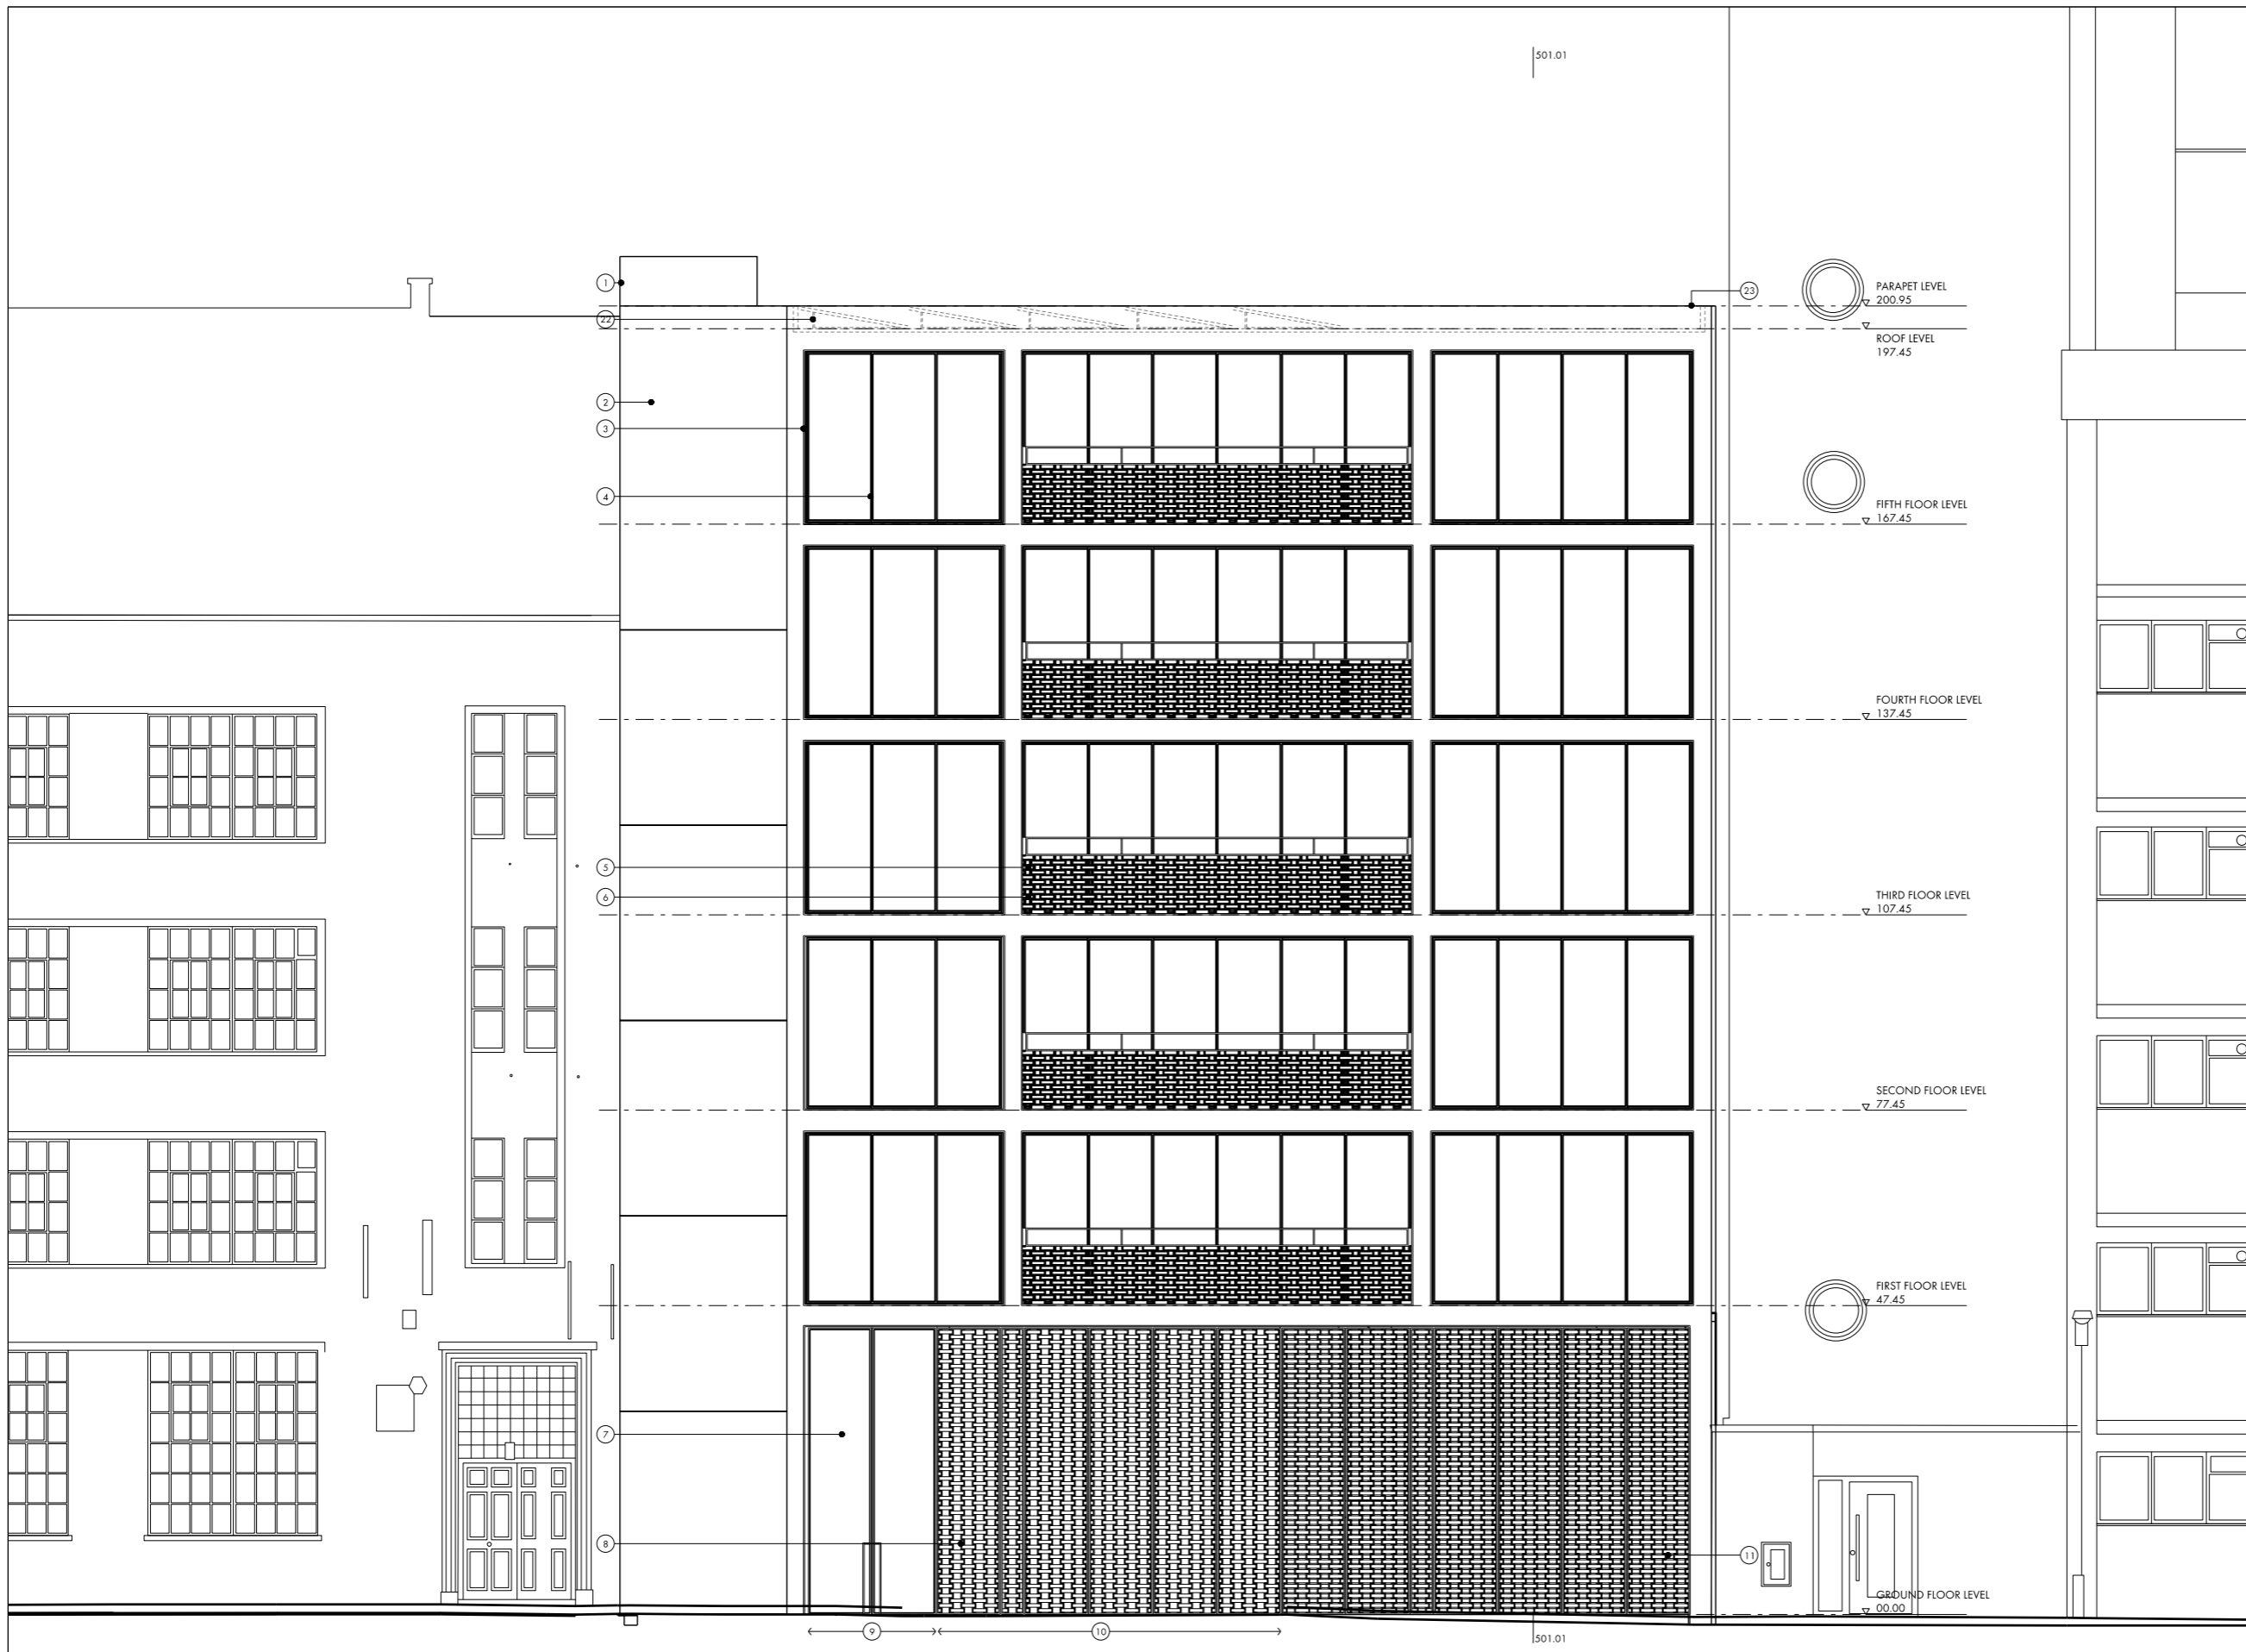 501.01
1
23
PARAPET LEVEL
200.95
22
ROOF LEVEL
197.45
2
3
4
FIFTH FLOOR LEVEL
167.45
FOURTH FLOOR LEVEL
137.45
5
6
THIRD FLOOR LEVEL
107.45
SECOND FLOOR LEVEL
77.45
FIRST FLOOR LEVEL
47.45
7
8
11
GROUND FLOOR LEVEL
00.00
9
10
501.01